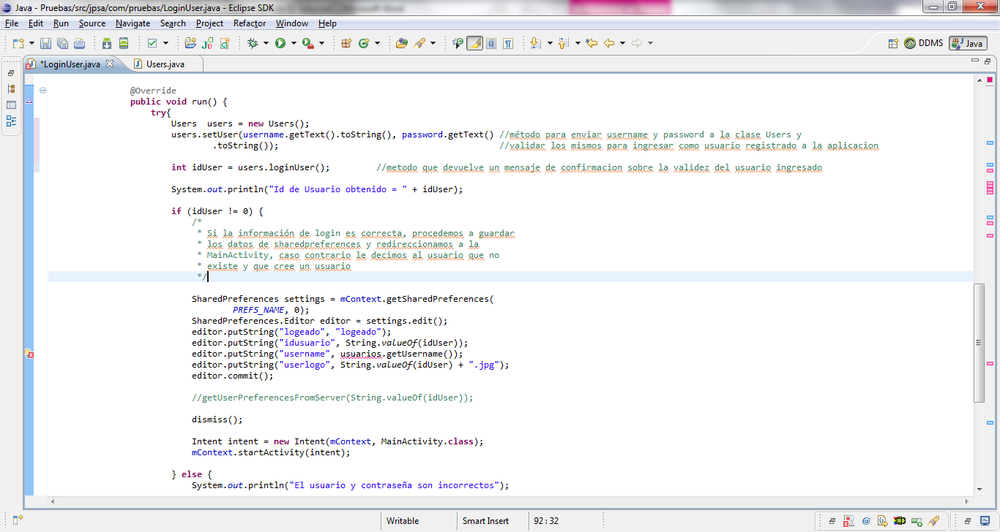 Java - Pruebas/src/jpsa/com/pruebas/LoginUser.java - Eclipse SDK
File Edit Run Source Navigate Search Project Refactor Window Help
DDMS Java
*LoginUser.java Users.java
@Override
public void run() {
try{
Users  users = new Users();
users.setUser(username.getText().toString(), password.getText() //método para enviar username y password a la clase Users y
.toString()); //validar los mismos para ingresar como usuario registrado a la aplicacion
int idUser = users.loginUser(); //metodo que devuelve un mensaje de confirmacion sobre la validez del usuario ingresado
System.out.println("Id de Usuario obtenido = " + idUser);
if (idUser != 0) {
/*
* Si la información de login es correcta, procedemos a guardar
* los datos de sharedpreferences y redireccionamos a la
* MainActivity, caso contrario le decimos al usuario que no
* existe y que cree un usuario
*/
SharedPreferences settings = mContext.getSharedPreferences(
PREFS_NAME, 0);
SharedPreferences.Editor editor = settings.edit();
editor.putString("logeado", "logeado");
editor.putString("idusuario", String.valueOf(idUser));
editor.putString("username", usuarios.getUsername());
editor.putString("userlogo", String.valueOf(idUser) + ".jpg");
editor.commit();
//getUserPreferencesFromServer(String.valueOf(idUser));
dismiss();
Intent intent = new Intent(mContext, MainActivity.class);
mContext.startActivity(intent);
} else {
System.out.println("El usuario y contraseña son incorrectos");
Writable Smart Insert 92 : 32